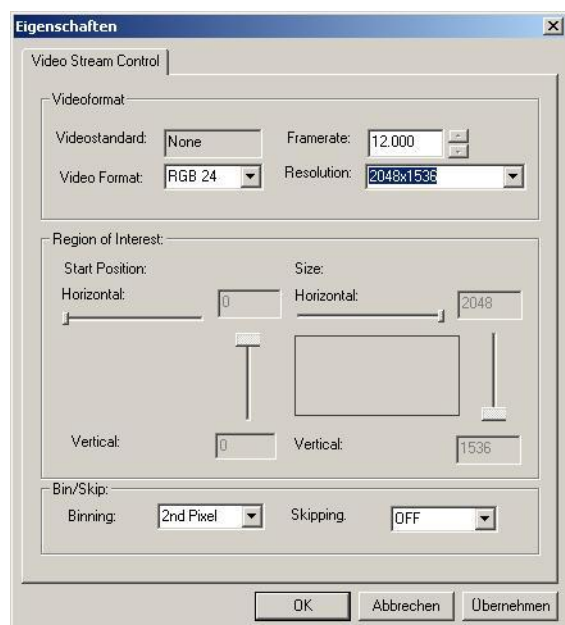 Eigenschaften
Video Stream Control
Videoformat
Videostandard: None Framerate: 12.000
Video Format: RGB 24 Resolution: 2048x1536
Region of Interest:
Start Position: Size:
Horizontal: 0 Horizontal: 2048
Vertical: 0 Vertical: 1536
Bin/Skip:
Binning: 2nd Pixel Skipping. OFF
OK Abbrechen Übernehmen